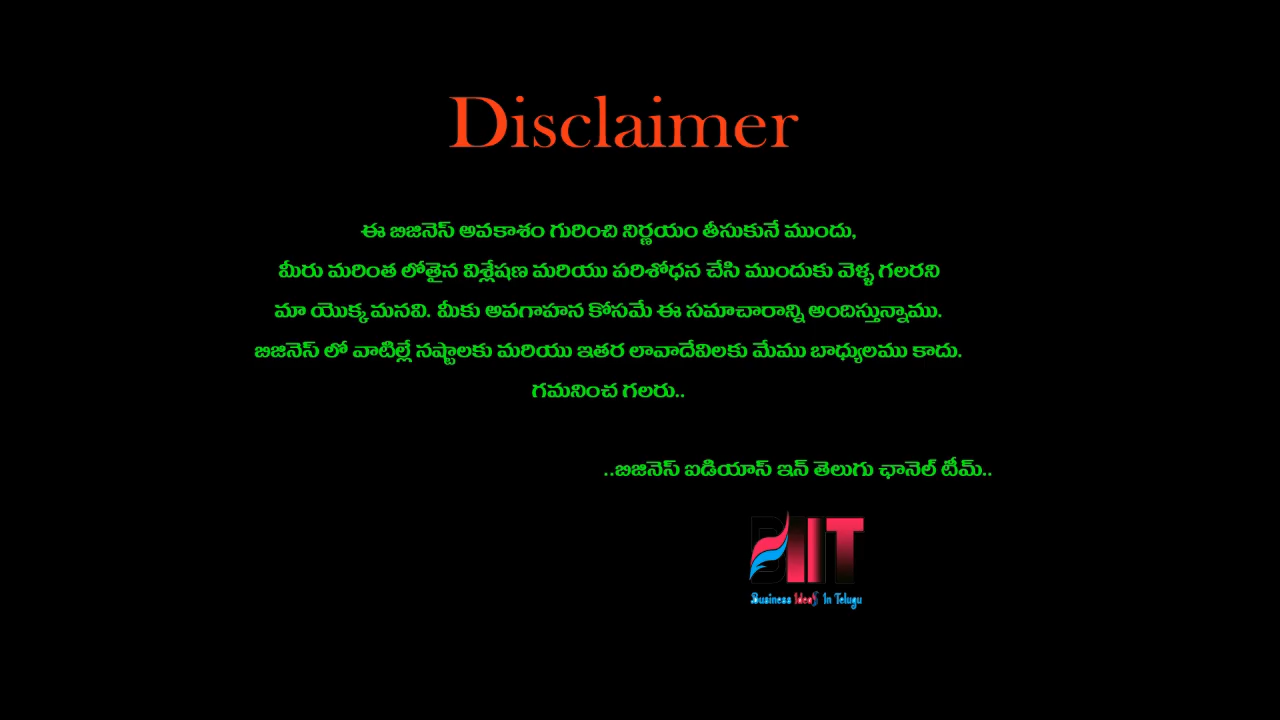 Disclaimer
ఈ బిజినెస్ అవకాశం గురించి నిర్ణయం తీసుకునే ముందు,
మీరు మరింత లోతైన విశ్లేషణ మరియు పరిశోధన చేసి ముందుకు వెళ్ళ గలరని
మా యొక్క మనవి. మీకు అవగాహన కోసమే ఈ సమాచారాన్ని అందిస్తున్నాము.
బిజినెస్ లో వాటిల్లే నష్టాలకు మరియు ఇతర లావాదేవిలకు మేము బాధ్యులము కాదు.
గమనించ గలరు..
..బిజినెస్ ఐడియాస్ ఇన్ తెలుగు ఛానెల్ టీమ్..
BIIT
Business Ideas In Telugu